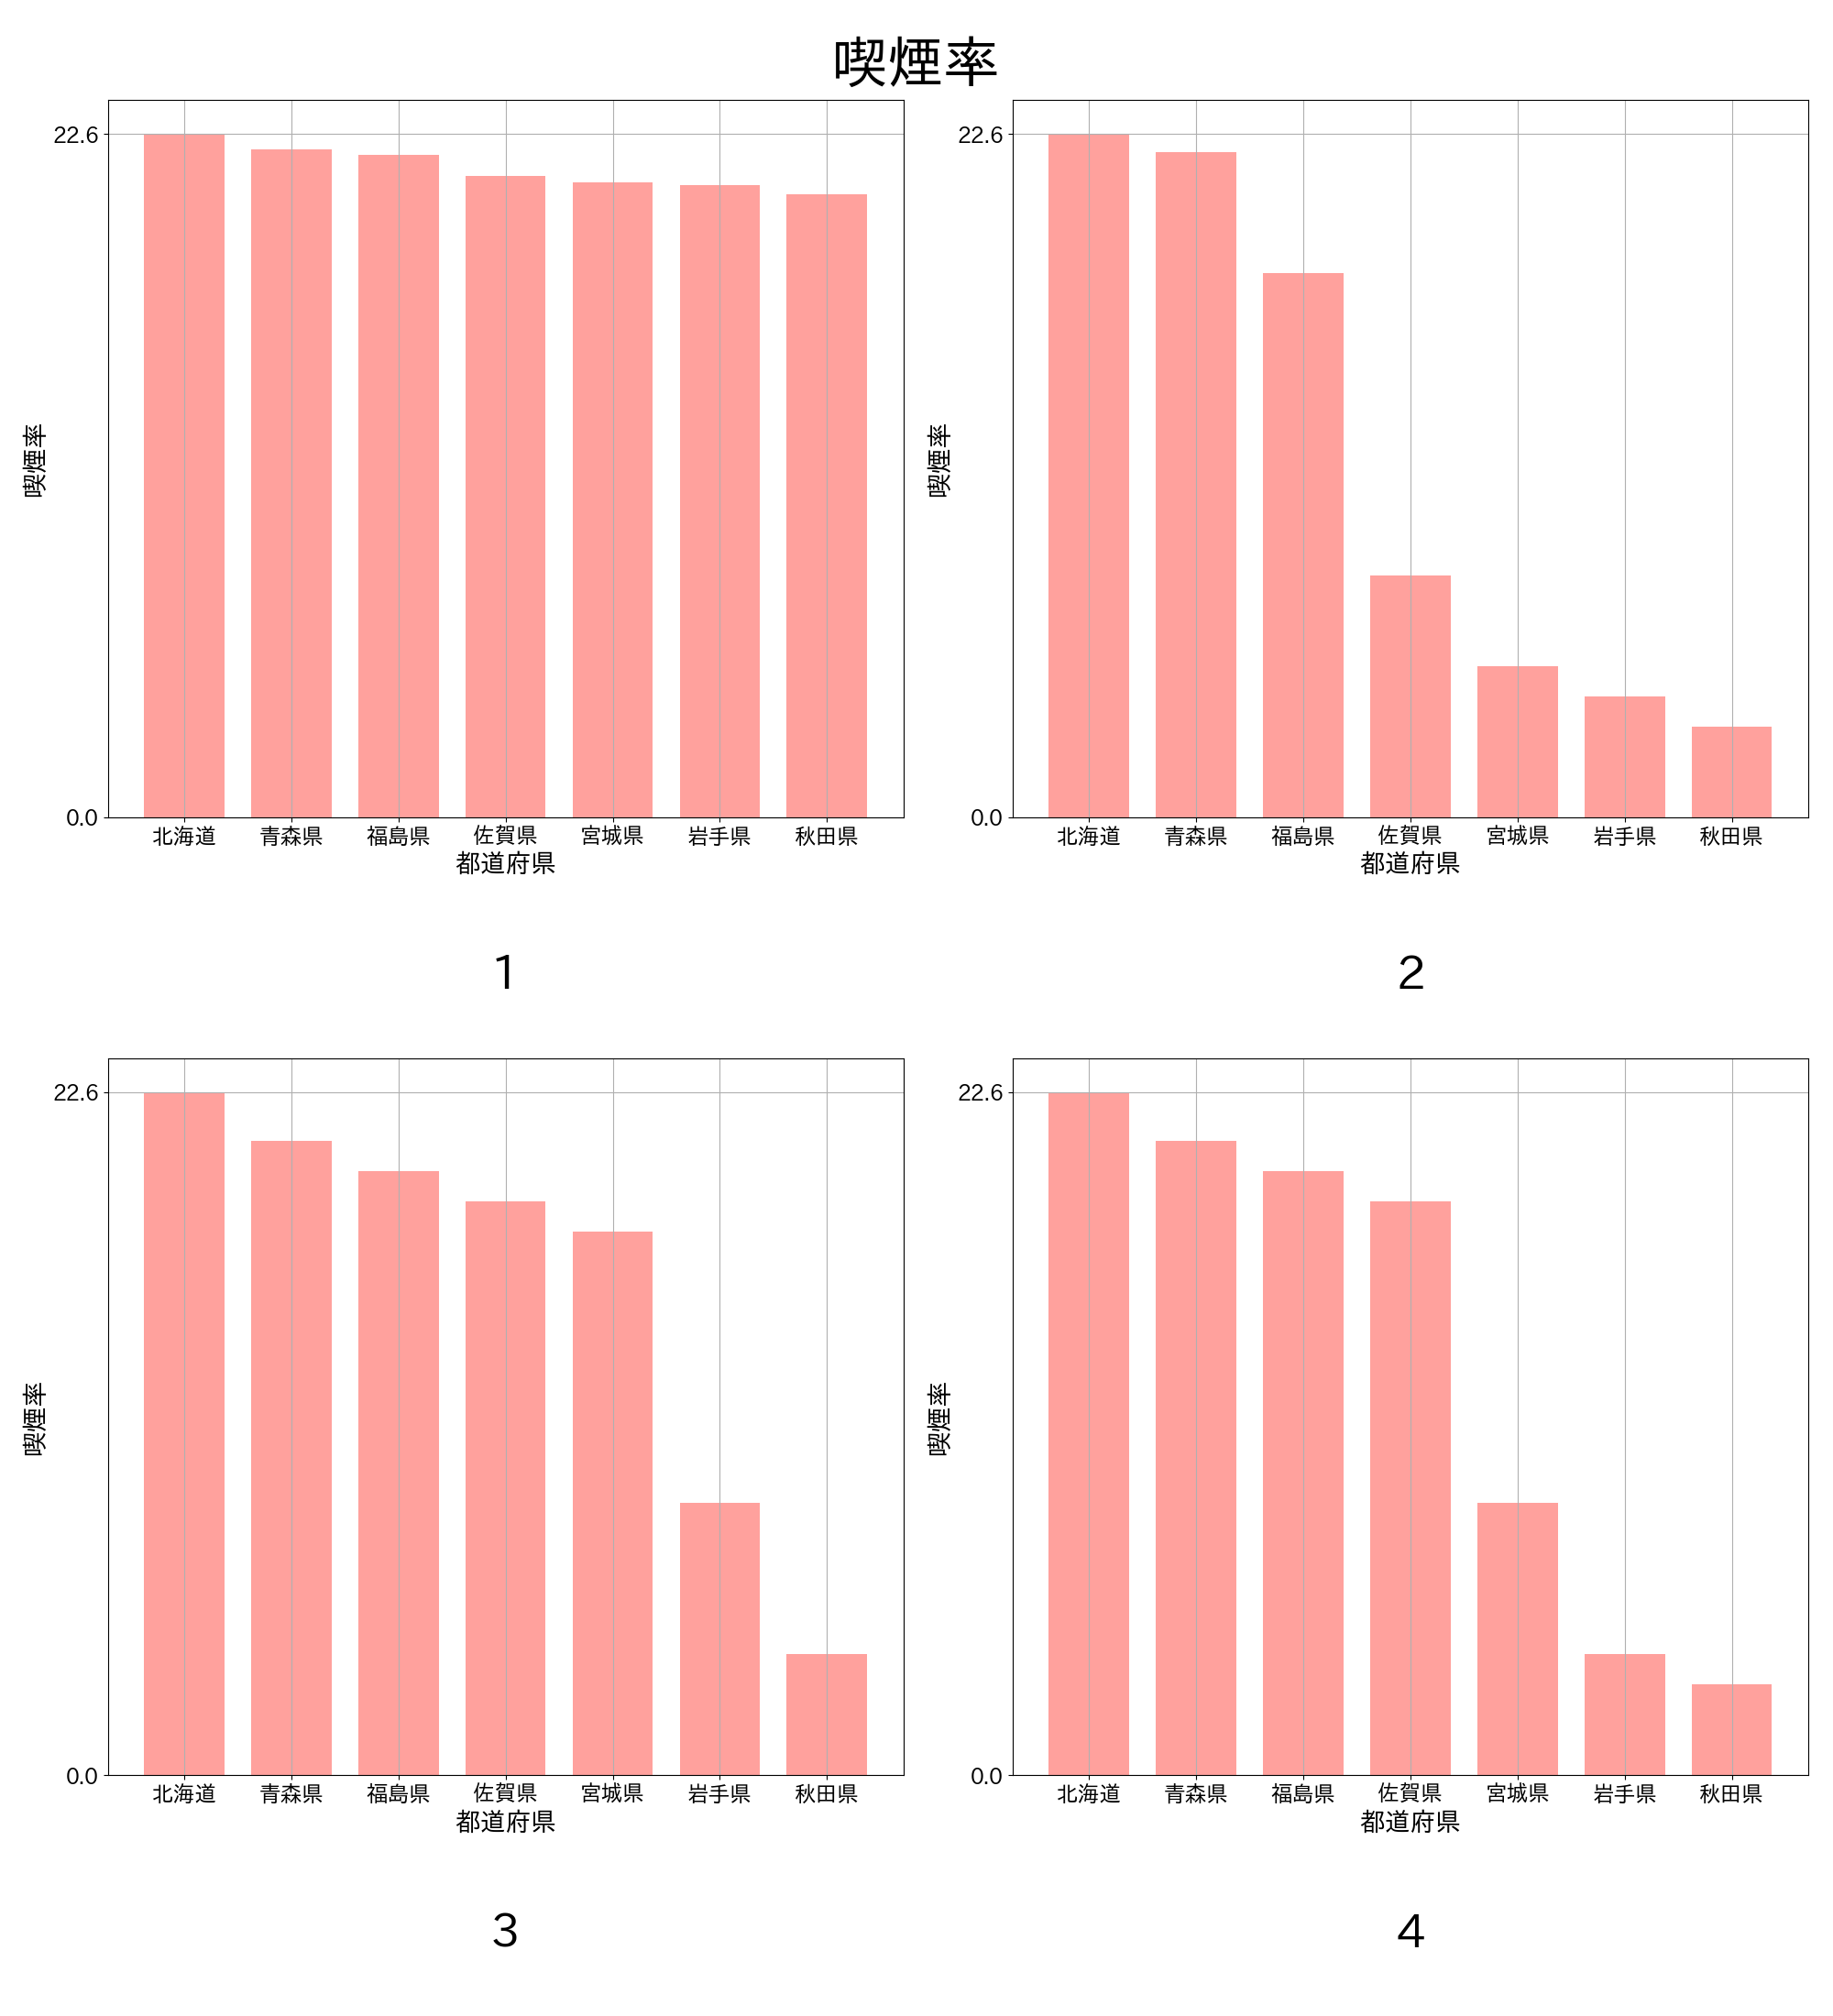 喫煙率
22.6
喫煙率
0.0
北海道 青森県 福島県 佐賀県 宮城県 岩手県 秋田県
都道府県
1
22.6
喫煙率
0.0
北海道 青森県 福島県 佐賀県 宮城県 岩手県 秋田県
都道府県
2
22.6
喫煙率
0.0
北海道 青森県 福島県 佐賀県 宮城県 岩手県 秋田県
都道府県
3
22.6
喫煙率
0.0
北海道 青森県 福島県 佐賀県 宮城県 岩手県 秋田県
都道府県
4